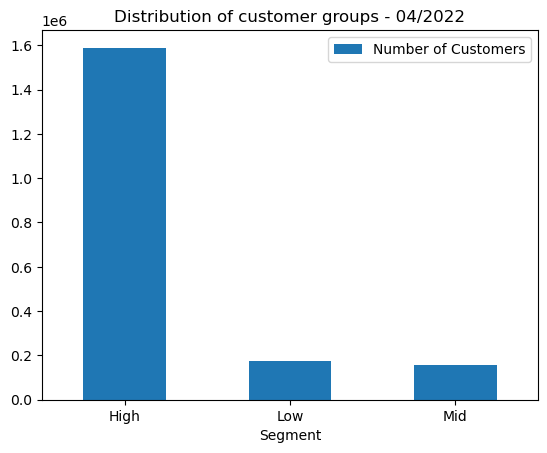 Distribution of customer groups - 04/2022
1e6
Number of Customers
1.6
1.4
1.2
1.0
0.8
0.6
0.4
0.2
0.0
High Low Mid
Segment